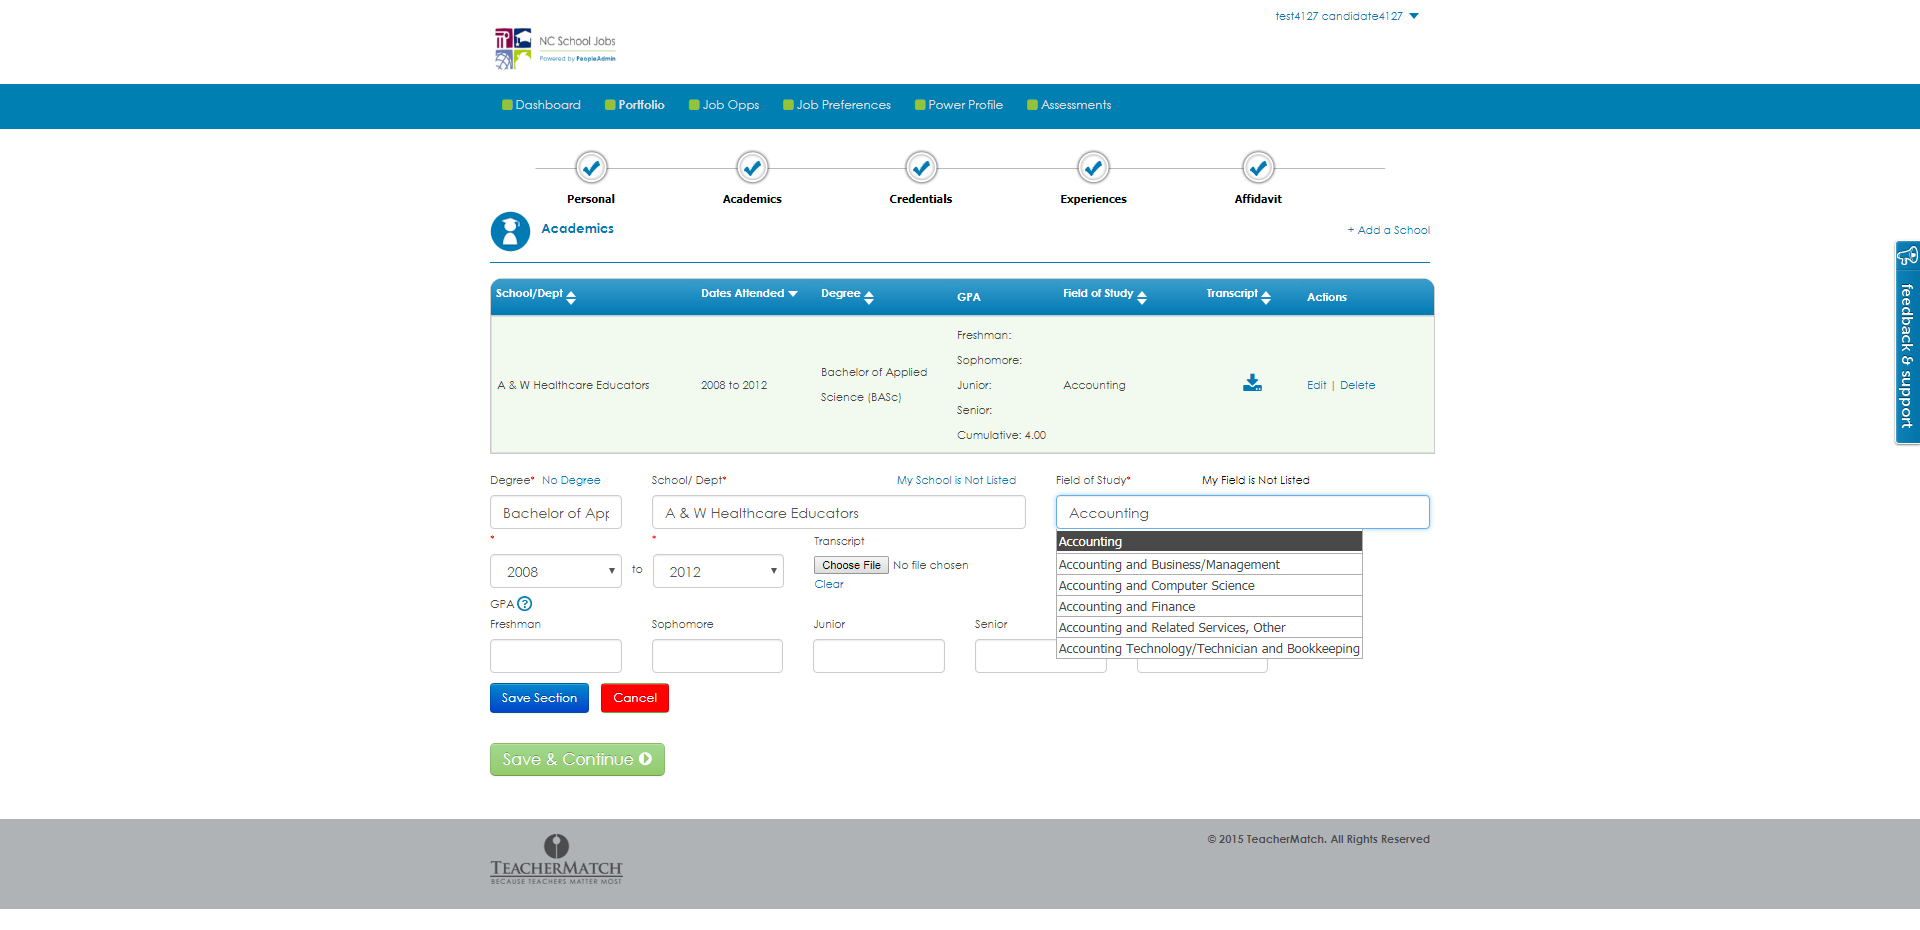 test4127 candidate4127
NC School Jobs
Powered by PeopleAdmin
Dashboard Portfolio Job Opps Job Preferences Power Profile Assessments
Personal Academics Credentials Experiences Affidavit
Academics
+ Add a School
School/Dept Dates Attended Degree GPA Field of Study Transcript Actions
A & W Healthcare Educators
2008 to 2012
Bachelor of Applied
Science (BASc)
Freshman:
Sophomore:
Junior:
Senior:
Cumulative: 4.00
Accounting
Edit | Delete
Degree* No Degree
School/ Dept*
My School is Not Listed
Field of Study*
My Field is Not Listed
Bachelor of App
A & W Healthcare Educators
Accounting
Accounting
Accounting and Business/Management
Accounting and Computer Science
Accounting and Finance
Accounting and Related Services, Other
Accounting Technology/Technician and Bookkeeping
* *
2008 to 2012
Transcript
Choose File No file chosen
Clear
GPA ?
Freshman Sophomore Junior Senior
Save Section Cancel
Save & Continue
feedback & support
TEACHERMATCH
BECAUSE TEACHERS MATTER MOST
© 2015 TeacherMatch. All Rights Reserved